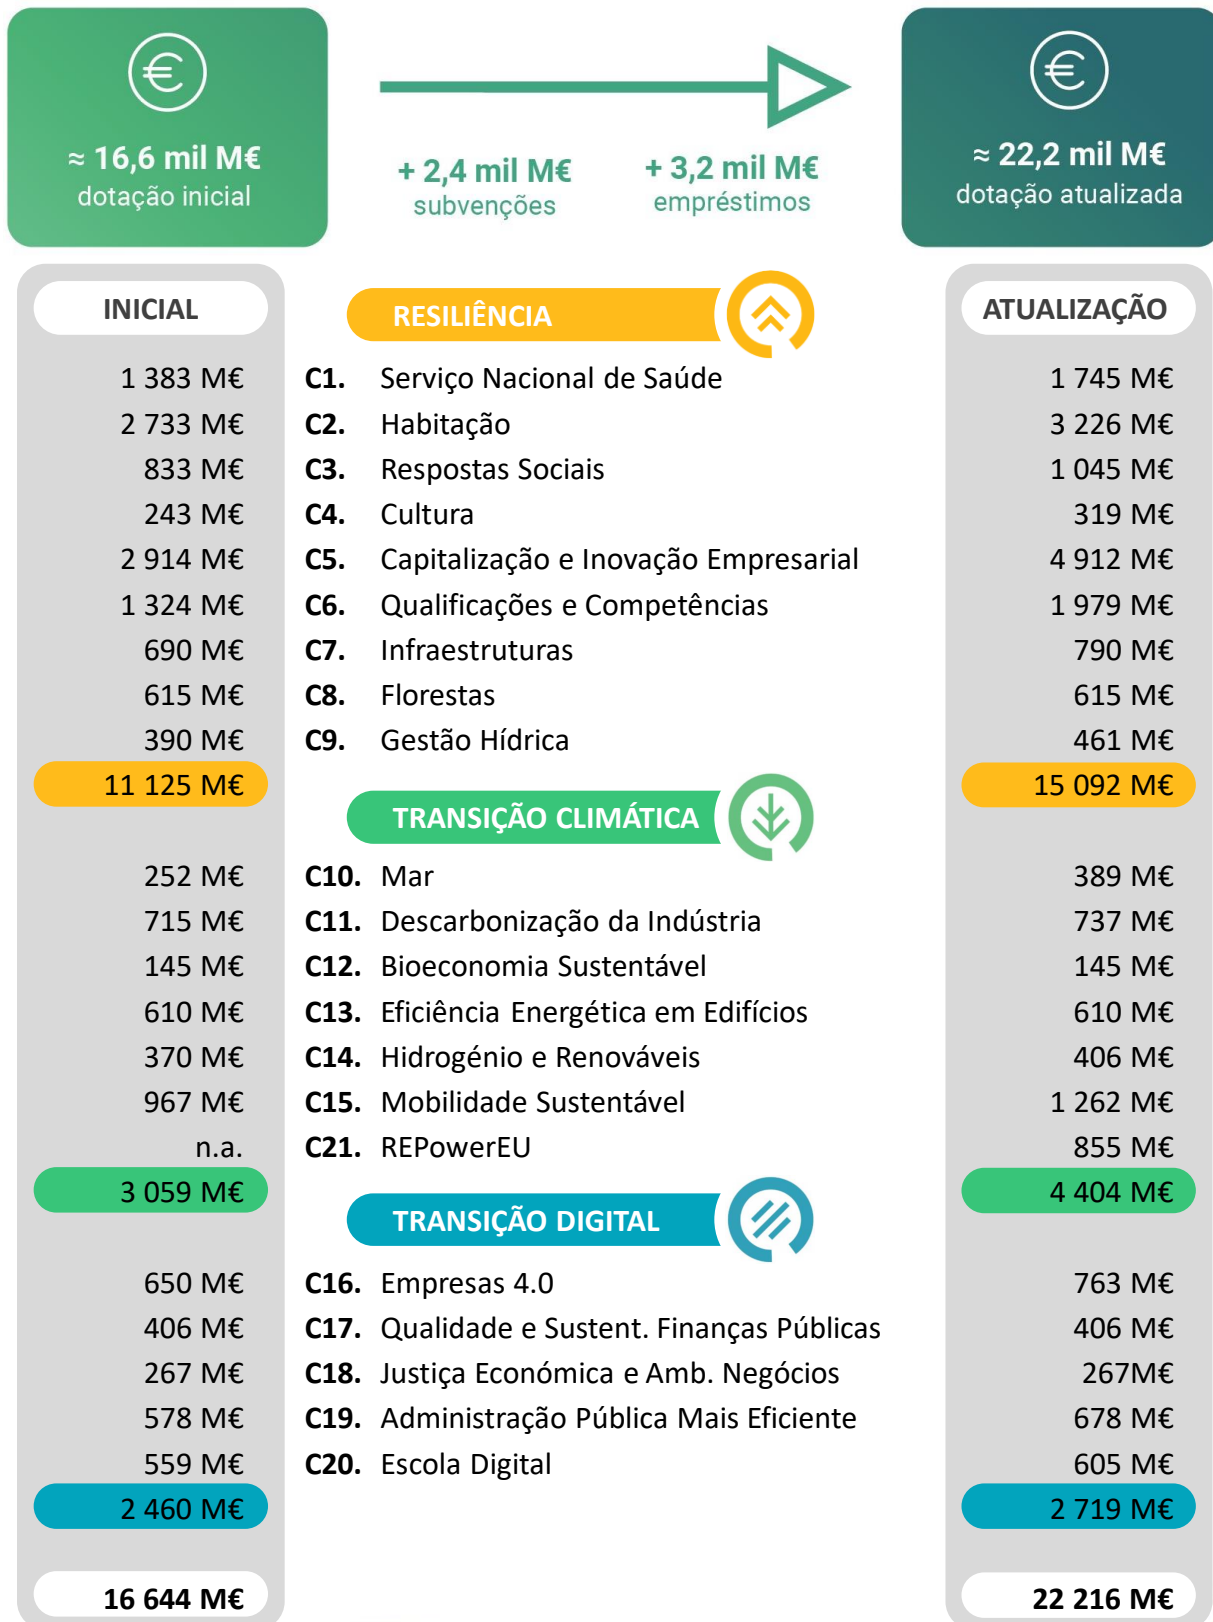 €
€
≈ 16,6 mil M€
dotação inicial
+ 2,4 mil M€
subvenções
+ 3,2 mil M€
empréstimos
≈ 22,2 mil M€
dotação atualizada
INICIAL
RESILIÊNCIA
ATUALIZAÇÃO
1 383 M€ C1. Serviço Nacional de Saúde 1 745 M€
2 733 M€ C2. Habitação 3 226 M€
833 M€ C3. Respostas Sociais 1 045 M€
243 M€ C4. Cultura 319 M€
2 914 M€ C5. Capitalização e Inovação Empresarial 4 912 M€
1 324 M€ C6. Qualificações e Competências 1 979 M€
690 M€ C7. Infraestruturas 790 M€
615 M€ C8. Florestas 615 M€
390 M€ C9. Gestão Hídrica 461 M€
11 125 M€ 15 092 M€
TRANSIÇÃO CLIMÁTICA
252 M€ C10. Mar 389 M€
715 M€ C11. Descarbonização da Indústria 737 M€
145 M€ C12. Bioeconomia Sustentável 145 M€
610 M€ C13. Eficiência Energética em Edifícios 610 M€
370 M€ C14. Hidrogénio e Renováveis 406 M€
967 M€ C15. Mobilidade Sustentável 1 262 M€
n.a. C21. REPowerEU 855 M€
3 059 M€ 4 404 M€
TRANSIÇÃO DIGITAL
650 M€ C16. Empresas 4.0 763 M€
406 M€ C17. Qualidade e Sustent. Finanças Públicas 406 M€
267 M€ C18. Justiça Económica e Amb. Negócios 267M€
578 M€ C19. Administração Pública Mais Eficiente 678 M€
559 M€ C20. Escola Digital 605 M€
2 460 M€ 2 719 M€
16 644 M€ 22 216 M€